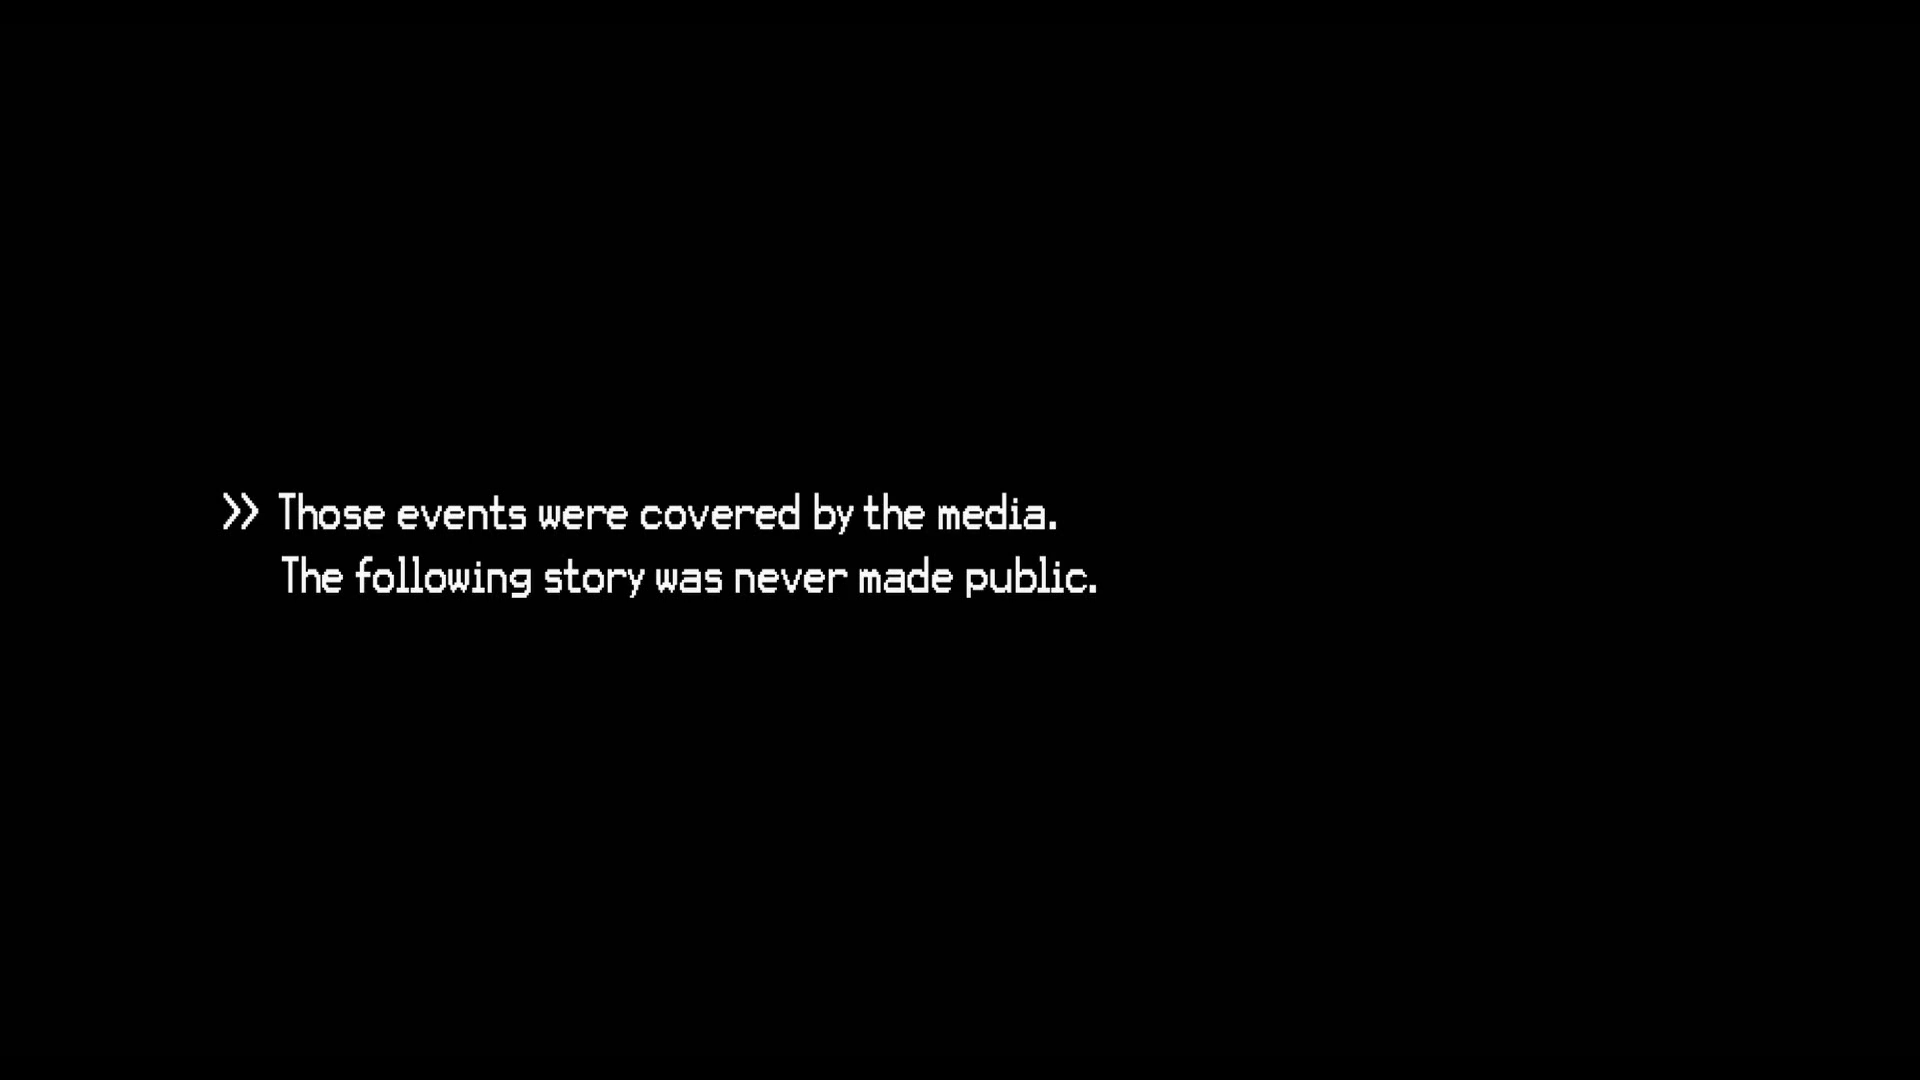 >> Those events were covered by the media.
The following story was never made public.